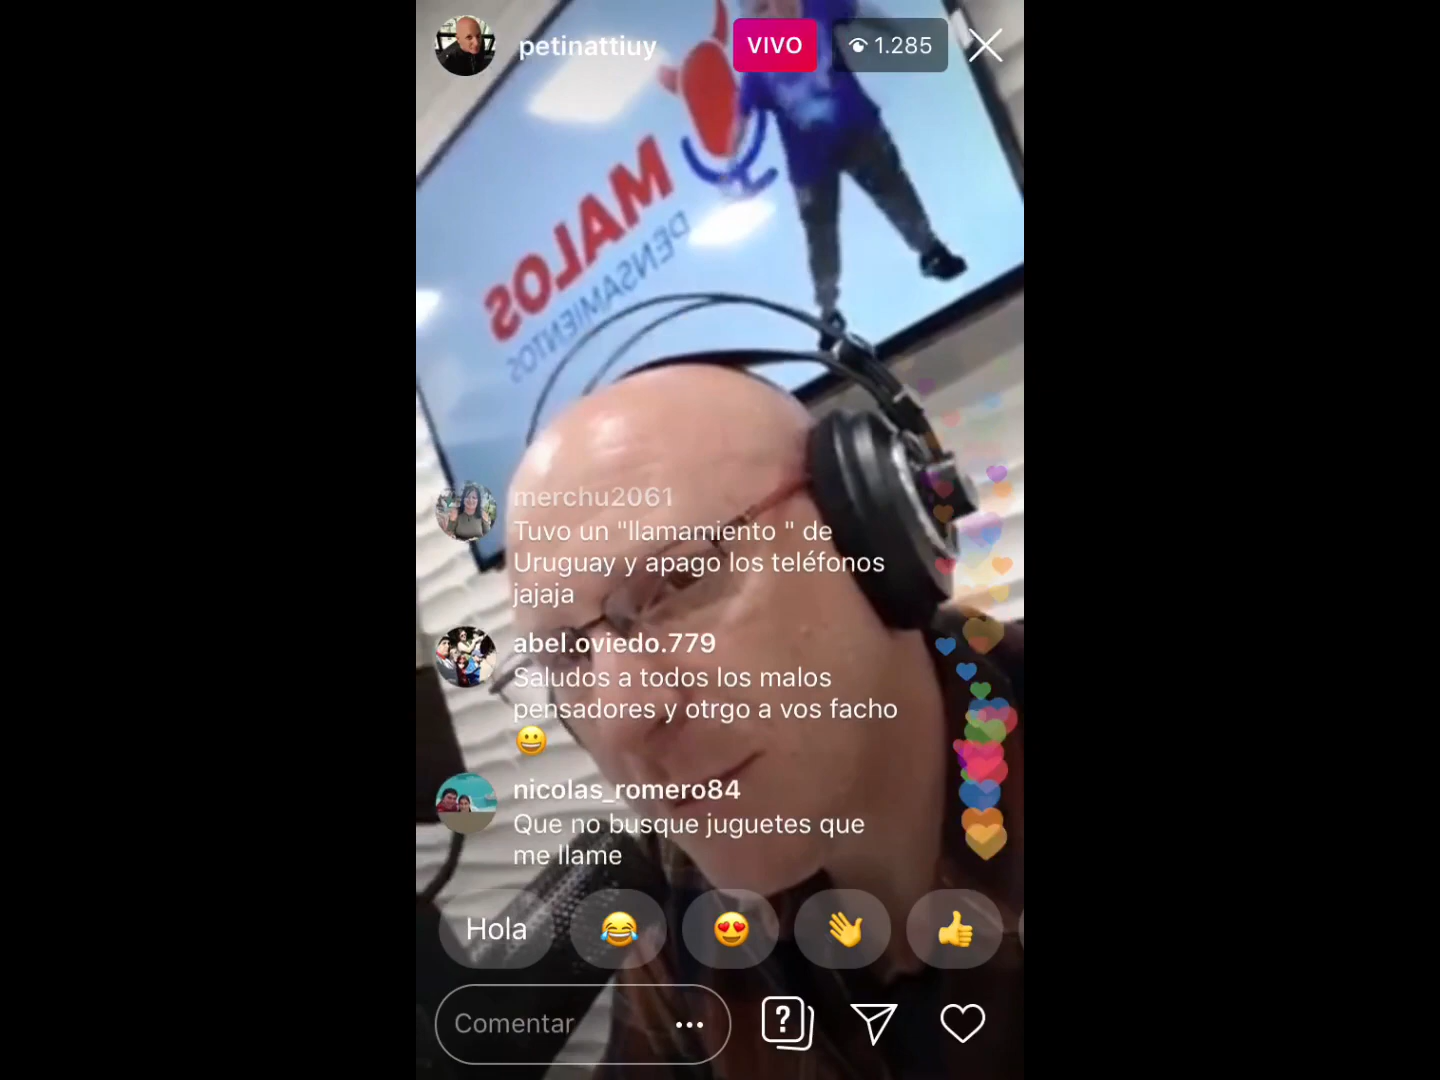 petinattiuy
VIVO
1.285
MALOS
PENSAMIENTOS
merchu2061
Tuvo un "llamamiento " de
Uruguay y apago los teléfonos
jajaja
abel.oviedo.779
Saludos a todos los malos
pensadores y otrgo a vos facho
😀
nicolas_romero84
Que no busque juguetes que
me llame
Hola
Comentar